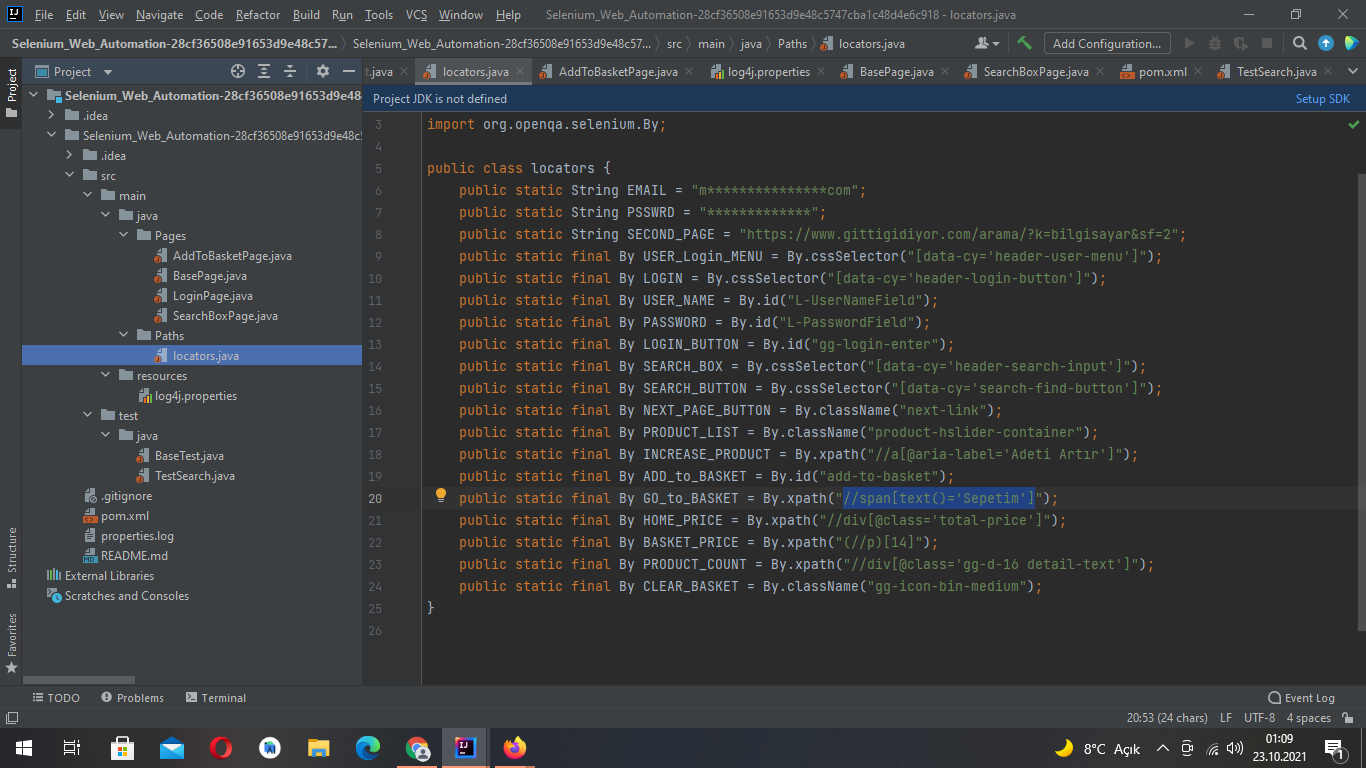 File Edit View Navigate Code Refactor Build Run Tools VCS Window Help Selenium_Web_Automation-28cf36508e91653d9e48c5747cba1c48d4e6c918 - locators.java
Selenium_Web_Automation-28cf36508e91653d9e48c57... Selenium_Web_Automation-28cf36508e91653d9e48c57... src main java Paths locators.java Add Configuration...
Project t.java locators.java AddToBasketPage.java log4j.properties BasePage.java SearchBoxPage.java pom.xml TestSearch.java
Project
Selenium_Web_Automation-28cf36508e91653d9e48
.idea
Selenium_Web_Automation-28cf36508e91653d9e48c5
.idea
src
main
java
Pages
AddToBasketPage.java
BasePage.java
LoginPage.java
SearchBoxPage.java
Paths
locators.java
resources
log4j.properties
test
java
BaseTest.java
TestSearch.java
.gitignore
pom.xml
properties.log
README.md
External Libraries
Scratches and Consoles
Structure
Favorites
Project JDK is not defined Setup SDK
3 import org.openqa.selenium.By;
4
5 public class locators {
6 public static String EMAIL = "m***************com";
7 public static String PSSWRD = "*************";
8 public static String SECOND_PAGE = "https://www.gittigidiyor.com/arama/?k=bilgisayar&sf=2";
9 public static final By USER_Login_MENU = By.cssSelector("[data-cy='header-user-menu']");
10 public static final By LOGIN = By.cssSelector("[data-cy='header-login-button']");
11 public static final By USER_NAME = By.id("L-UserNameField");
12 public static final By PASSWORD = By.id("L-PasswordField");
13 public static final By LOGIN_BUTTON = By.id("gg-login-enter");
14 public static final By SEARCH_BOX = By.cssSelector("[data-cy='header-search-input']");
15 public static final By SEARCH_BUTTON = By.cssSelector("[data-cy='search-find-button']");
16 public static final By NEXT_PAGE_BUTTON = By.className("next-link");
17 public static final By PRODUCT_LIST = By.className("product-hslider-container");
18 public static final By INCREASE_PRODUCT = By.xpath("//a[@aria-label='Adeti Artır']");
19 public static final By ADD_to_BASKET = By.id("add-to-basket");
20 public static final By GO_to_BASKET = By.xpath("//span[text()='Sepetim']");
21 public static final By HOME_PRICE = By.xpath("//div[@class='total-price']");
22 public static final By BASKET_PRICE = By.xpath("(//p)[14]");
23 public static final By PRODUCT_COUNT = By.xpath("//div[@class='gg-d-16 detail-text']");
24 public static final By CLEAR_BASKET = By.className("gg-icon-bin-medium");
25 }
26
TODO Problems Terminal Event Log
20:53 (24 chars) LF UTF-8 4 spaces
8°C Açık 01:09
23.10.2021 1